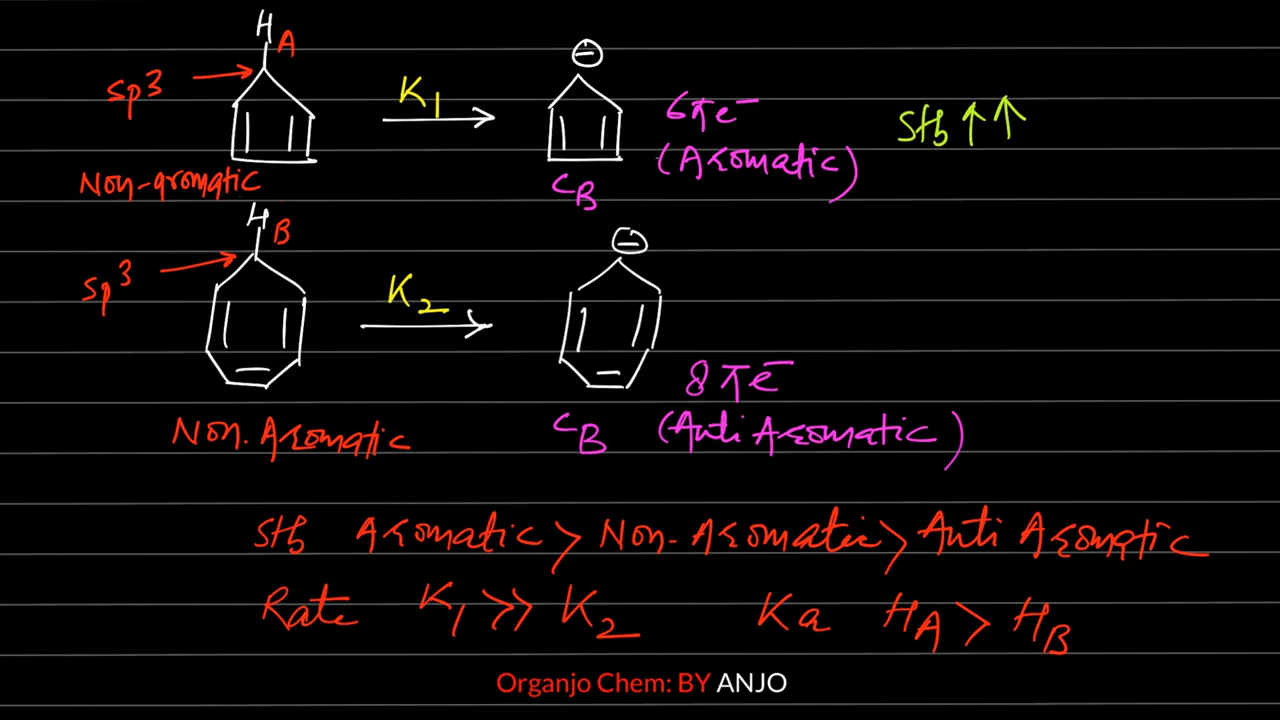 H
A
sp3
K1
⊖
6πe⁻
Stb ↑↑
(Aromatic)
Non-aromatic
CB
H
B
sp3
K2
⊖
8πe⁻
Non. Aromatic
CB (Anti Aromatic)
Stb Aromatic > Non-Aromatic > Anti Aromatic
Rate K1 >> K2 Ka HA > HB
Organjo Chem: BY ANJO